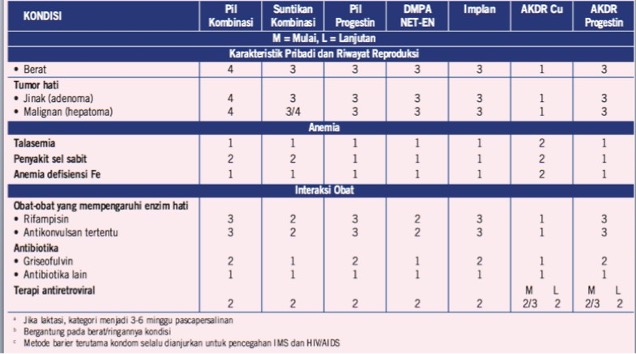 KONDISI Pil Kombinasi Suntikan Kombinasi Pil Progestin DMPA NET-EN Implan AKDR Cu AKDR Progestin
M = Mulai, L = Lanjutan
Karakteristik Pribadi dan Riwayat Reproduksi
• Berat 4 3 3 3 3 1 3
Tumor hati
• Jinak (adenoma) 4 3 3 3 3 1 3
• Malignan (hepatoma) 4 3/4 3 3 3 1 3
Anemia
Talasemia 1 1 1 1 1 2 1
Penyakit sel sabit 2 2 1 1 1 2 1
Anemia defisiensi Fe 1 1 1 1 1 2 1
Interaksi Obat
Obat-obat yang mempengaruhi enzim hati
• Rifampisin 3 2 3 2 3 1 3
• Antikonvulsan tertentu 3 2 3 2 3 1 3
Antibiotika
• Griseofulvin 2 1 2 1 2 1 2
• Antibiotika lain 1 1 1 1 1 1 1
Terapi antiretroviral M L M L
2 2 2 2 2 2/3 2 2/3 2
a Jika laktasi, kategori menjadi 3-6 minggu pascapersalinan
b Bergantung pada berat/ringannya kondisi
c Metode barier terutama kondom selalu dianjurkan untuk pencegahan IMS dan HIV/AIDS